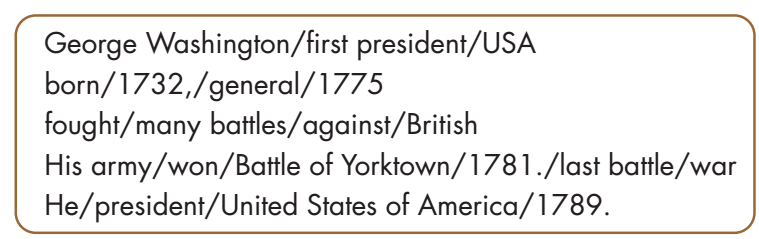 George Washington/first president/USA
born/1732,/general/1775
fought/many battles/against/British
His army/won/Battle of Yorktown/1781./last battle/war
He/president/United States of America/1789.